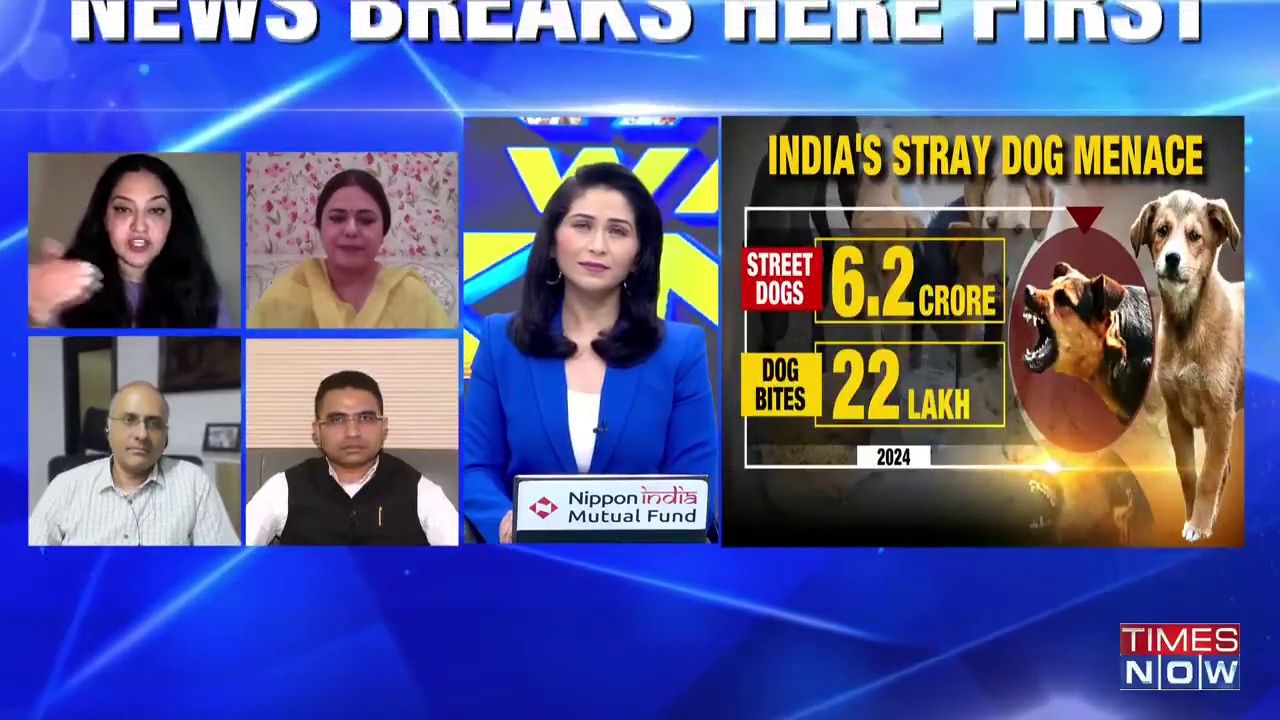 NEWS BREAKS HERE FIRST
INDIA'S STRAY DOG MENACE
STREET
DOGS
6.2 CRORE
DOG
BITES
22 LAKH
2024
Nippon india
Mutual Fund
TIMES
NOW